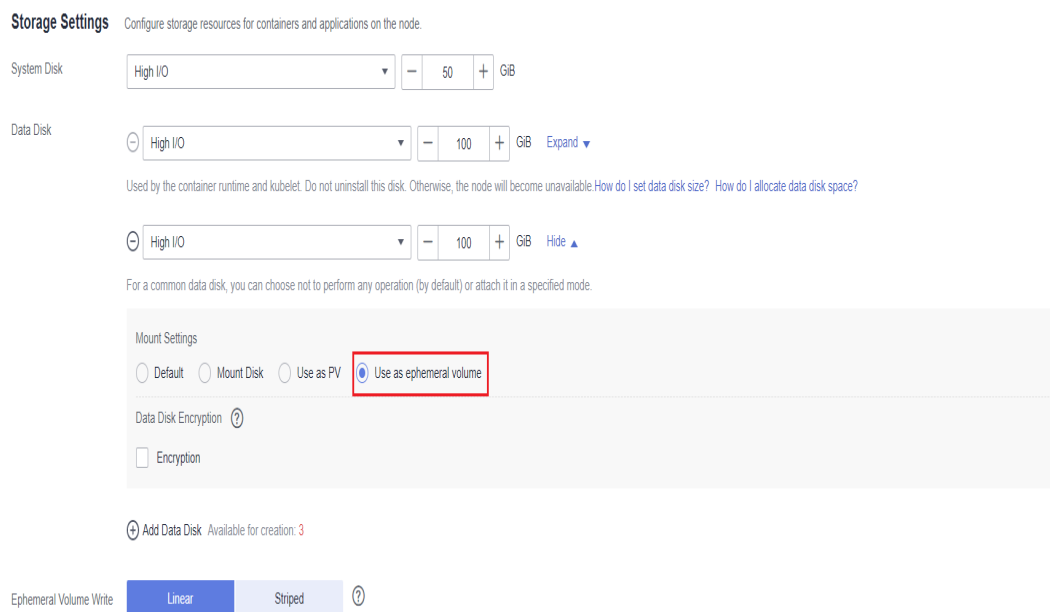 Storage Settings Configure storage resources for containers and applications on the node.
System Disk High I/O 50 GiB
Data Disk High I/O 100 GiB Expand
Used by the container runtime and kubelet. Do not uninstall this disk. Otherwise, the node will become unavailable.How do I set data disk size? How do I allocate data disk space?
High I/O 100 GiB Hide
For a common data disk, you can choose not to perform any operation (by default) or attach it in a specified mode.
Mount Settings
Default Mount Disk Use as PV Use as ephemeral volume
Data Disk Encryption ?
Encryption
Add Data Disk Available for creation: 3
Ephemeral Volume Write Linear Striped ?